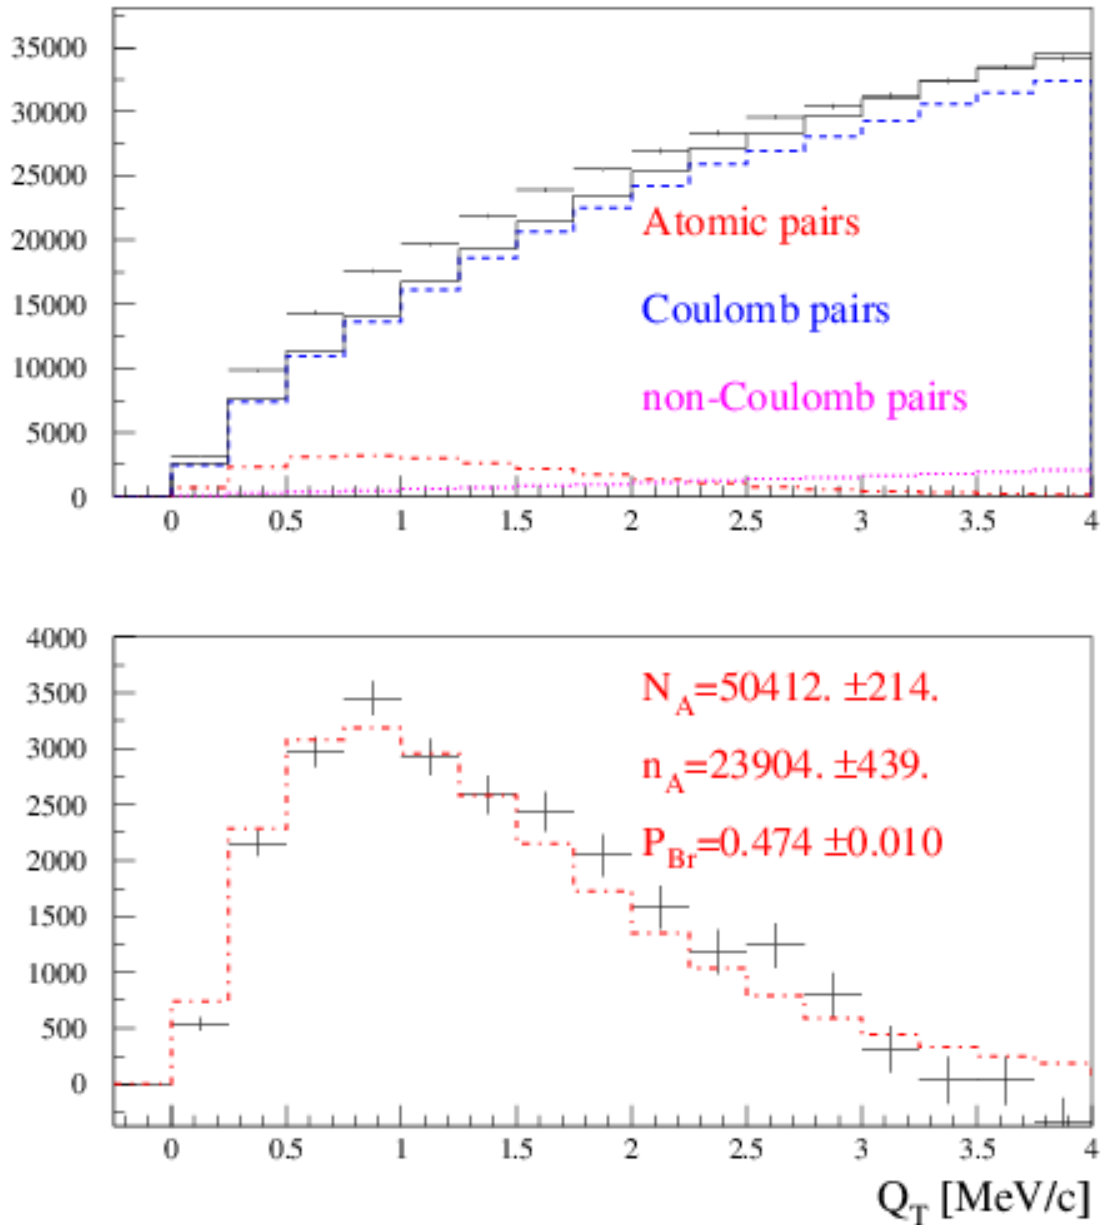 35000
30000
25000
20000
15000
10000
5000
0
Atomic pairs
Coulomb pairs
non-Coulomb pairs
0 0.5 1 1.5 2 2.5 3 3.5 4
4000
3500
3000
2500
2000
1500
1000
500
0
N_A=50412. ±214.
n_A=23904. ±439.
P_Br=0.474 ±0.010
0 0.5 1 1.5 2 2.5 3 3.5 4
Q_T [MeV/c]